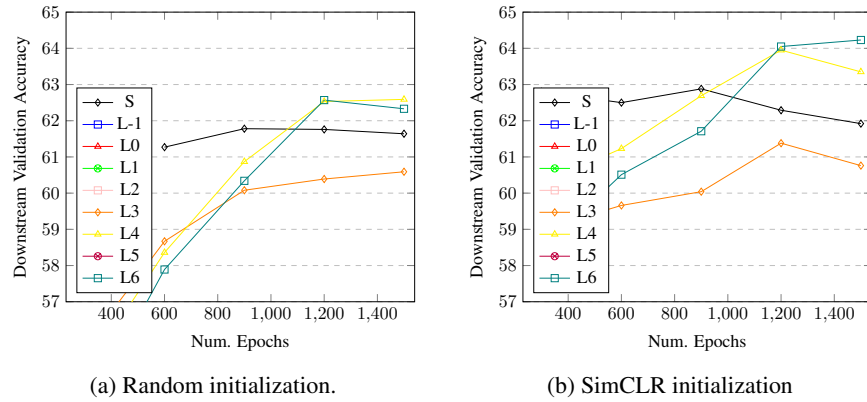 65
64
63
62
61
60
59
58
57
400 600 800 1,000 1,200 1,400
Num. Epochs
Downstream Validation Accuracy
S
L-1
L0
L1
L2
L3
L4
L5
L6
(a) Random initialization.
65
64
63
62
61
60
59
58
57
400 600 800 1,000 1,200 1,400
Num. Epochs
Downstream Validation Accuracy
S
L-1
L0
L1
L2
L3
L4
L5
L6
(b) SimCLR initialization